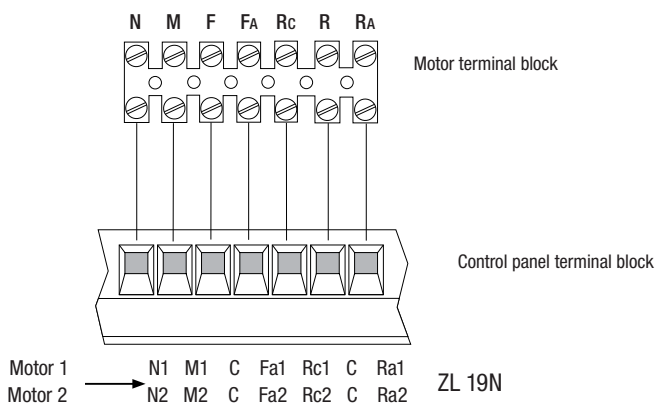 N M F FA RC R RA
Motor terminal block
Control panel terminal block
Motor 1 N1 M1 C Fa1 Rc1 C Ra1
Motor 2 N2 M2 C Fa2 Rc2 C Ra2
ZL 19N